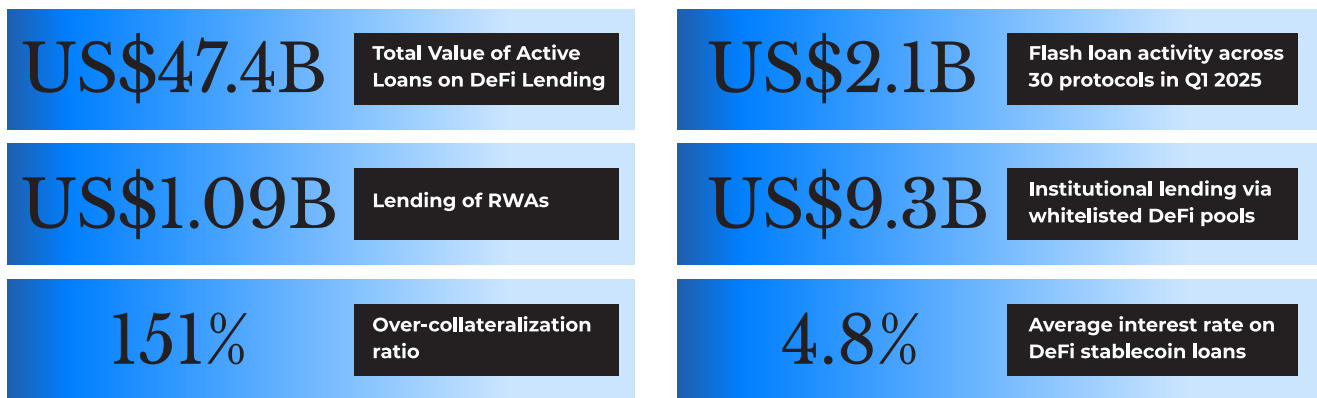 US$47.4B
Total Value of Active
Loans on DeFi Lending
US$2.1B
Flash loan activity across
30 protocols in Q1 2025
US$1.09B
Lending of RWAs
US$9.3B
Institutional lending via
whitelisted DeFi pools
151%
Over-collateralization
ratio
4.8%
Average interest rate on
DeFi stablecoin loans